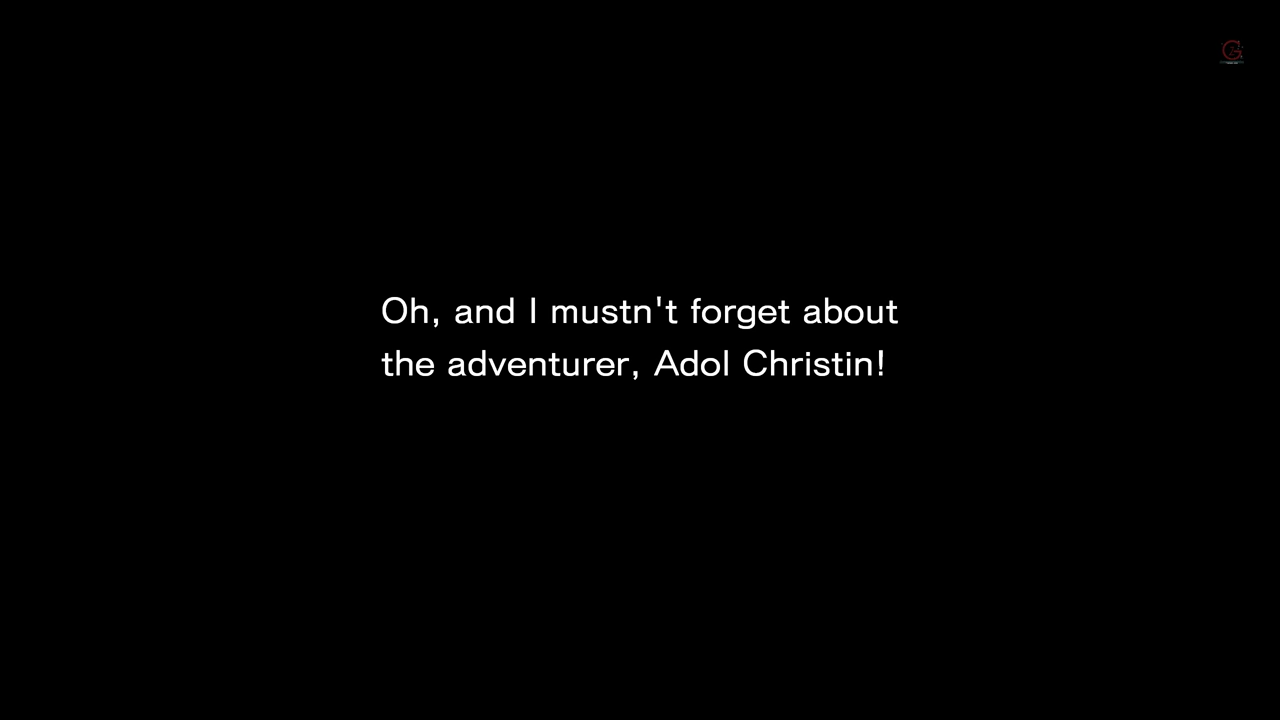 Oh, and I mustn't forget about
the adventurer, Adol Christin!